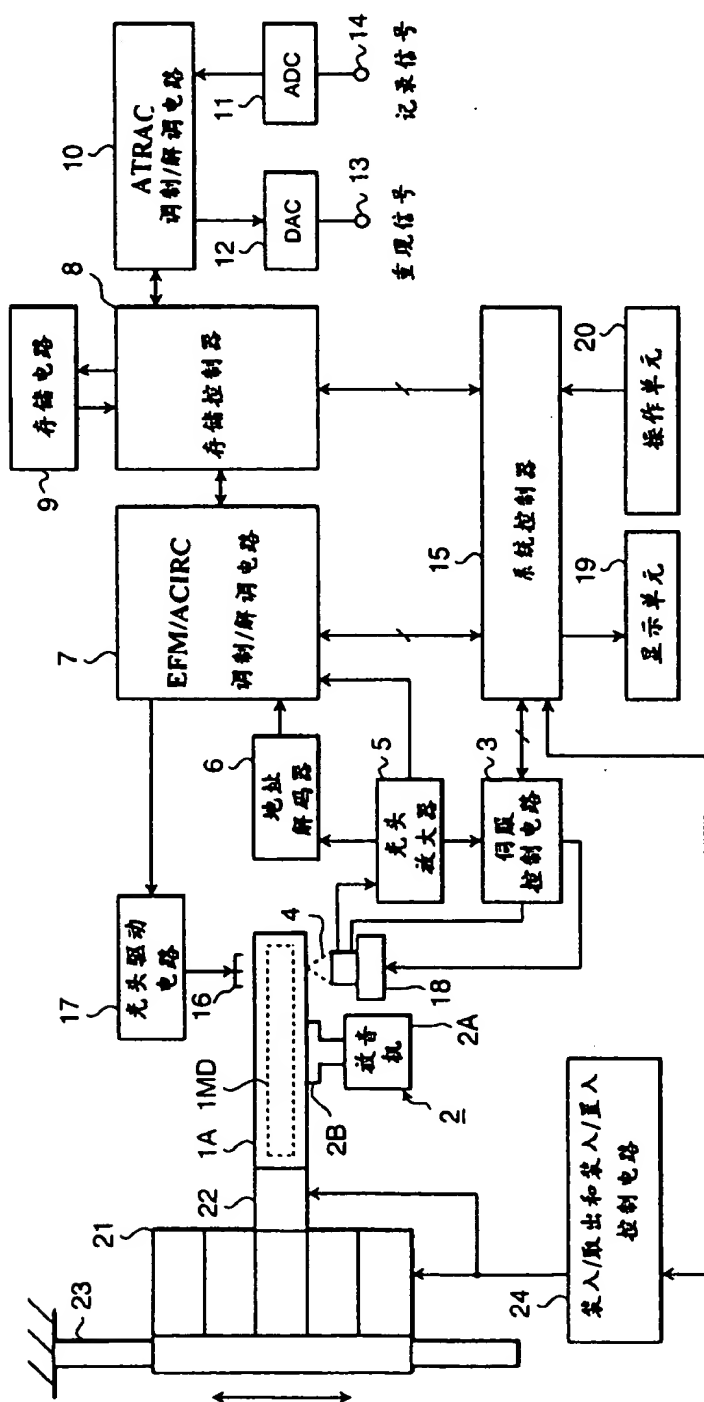 17
光头驱动
电路
16
7
EFM/ACIRC
调制/解调电路
9
存储电路
8
存储控制器
10
ATRAC
调制/解调电路
12
DAC
13
重现信号
11
ADC
14
记录信号
23
21
22
1A
1MD
2B
放音
机
2A
2
4
18
6
地址
解码器
5
光头
放大器
3
伺服
控制电路
15
系统控制器
19
显示单元
20
操作单元
24
装入/取出和装入/置入
控制电路